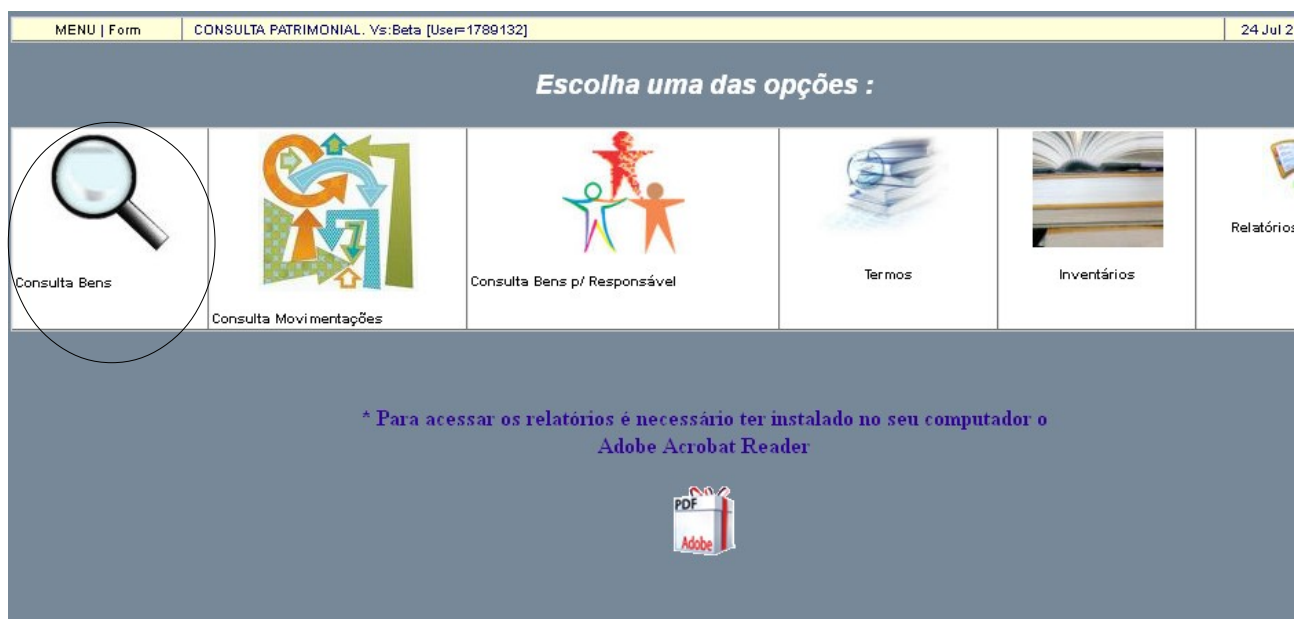 MENU | Form
CONSULTA PATRIMONIAL. Vs:Beta [User=1789132]
24 Jul 2
Escolha uma das opções :
Consulta Bens
Consulta Movimentações
Consulta Bens p/ Responsável
Termos
Inventários
Relatórios
* Para acessar os relatórios é necessário ter instalado no seu computador o
Adobe Acrobat Reader
PDF
Adobe